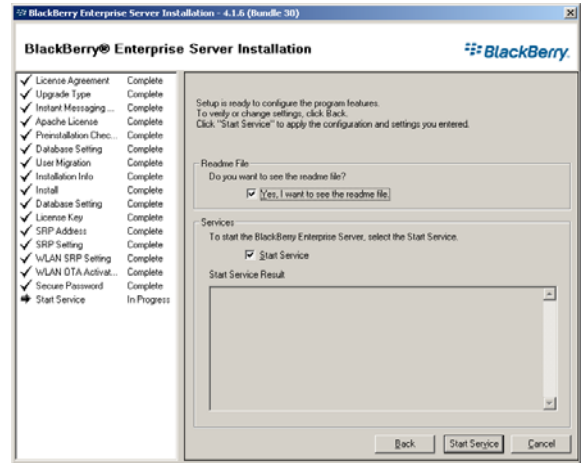 BlackBerry Enterprise Server Installation - 4.1.6 (Bundle 30)
BlackBerry® Enterprise Server Installation
BlackBerry.
License Agreement Complete
Upgrade Type Complete
Instant Messaging ... Complete
Apache License Complete
Preinstallation Chec... Complete
Database Setting Complete
User Migration Complete
Installation Info Complete
Install Complete
Database Setting Complete
License Key Complete
SRP Address Complete
SRP Setting Complete
WLAN SRP Setting Complete
WLAN OTA Activat... Complete
Secure Password Complete
Start Service In-Progress
Setup is ready to configure the program features.
To verify or change settings, click Back.
Click "Start Service" to apply the configuration and settings you entered.
Readme File
Do you want to see the readme file?
Yes, I want to see the readme file.
Services
To start the BlackBerry Enterprise Server, select the Start Service.
Start Service
Start Service Result
Back Start Service Cancel